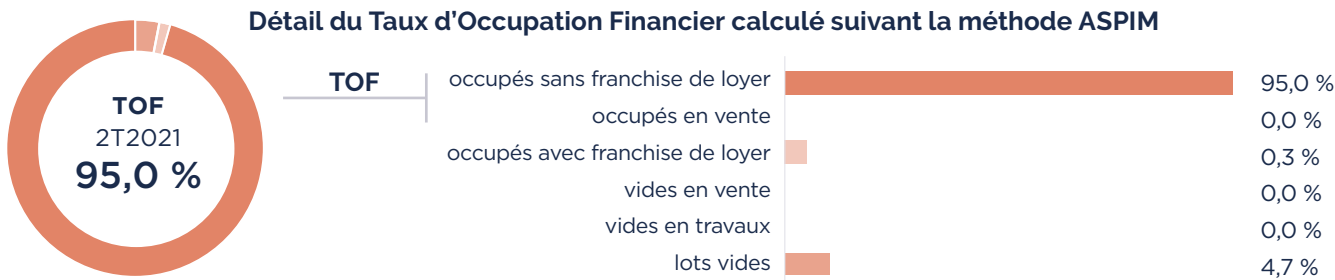 Détail du Taux d'Occupation Financier calculé suivant la méthode ASPIM
TOF
2T2021
95,0 %
TOF
occupés sans franchise de loyer 95,0 %
occupés en vente 0,0 %
occupés avec franchise de loyer 0,3 %
vides en vente 0,0 %
vides en travaux 0,0 %
lots vides 4,7 %